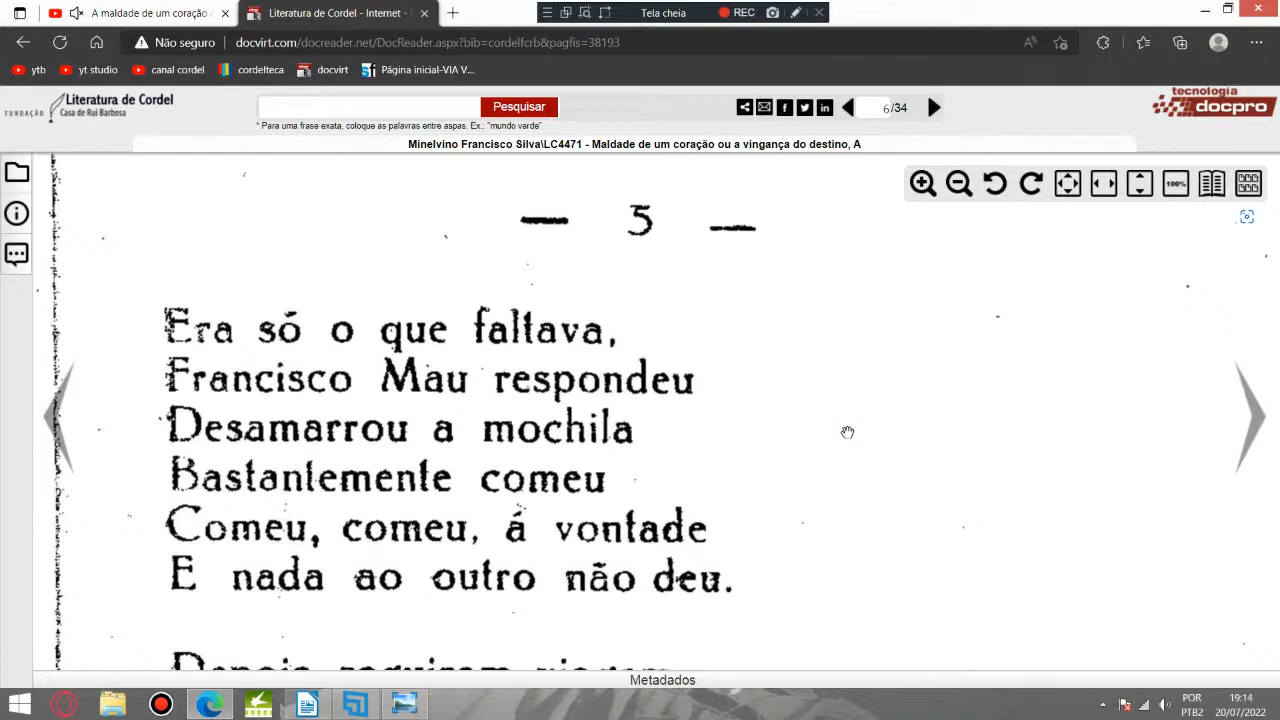 A maldade de um coração o
Literatura de Cordel - Internet -
Tela cheia
REC
Não seguro
docvirt.com/docreader.net/DocReader.aspx?bib=cordelfcrb&pagfis=38193
ytb
yt studio
canal cordel
cordelteca
docvirt
Página inicial-VIA V...
FUNDAÇÃO
Literatura de Cordel
Casa de Rui Barbosa
Pesquisar
* Para uma frase exata, coloque as palavras entre aspas. Ex.: "mundo verde"
6 /34
tecnologia
docpro
Minelvino Francisco Silva\LC4471 - Maldade de um coração ou a vingança do destino, A
100%
— 5 —
Era só o que faltava,
Francisco Mau respondeu
Desamarrou a mochila
Bastantemente comeu
Comeu, comeu, á vontade
E nada ao outro não deu.
Depois seguiram viagem
Metadados
POR
PTB2
19:14
20/07/2022